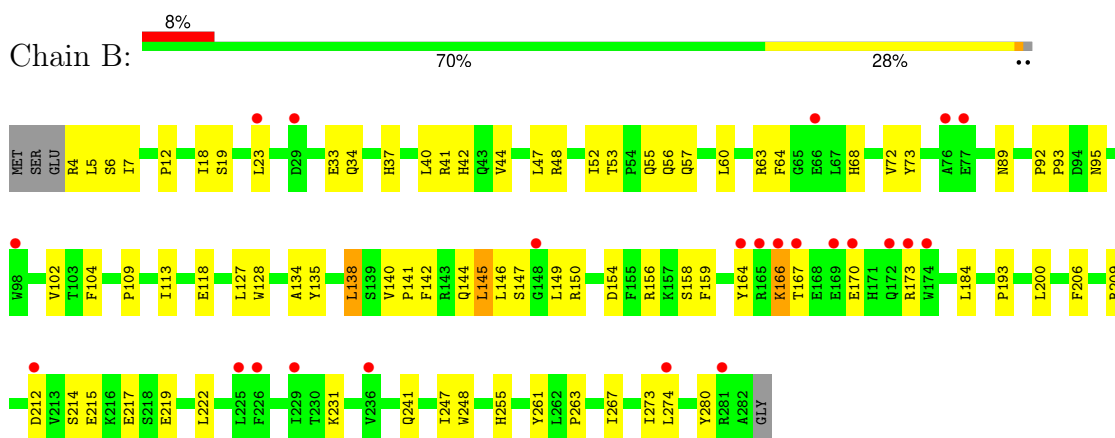 8%
Chain B:
70% 28% ••
MET SER GLU R4 L5 S6 I7 P12 I18 S19 L23 D29 E33 Q34 H37 L40 R41 H42 Q43 V44 L47 R48 I52 T53 P54 Q55 Q56 Q57 L60 R63 F64 G65 E66 L67 H68 V72 Y73 A76 E77 N89 P92 P93 D94 N95
W98 V102 T103 F104 P109 I113 E118 L127 W128 A134 Y135 L138 S139 V140 P141 F142 R143 Q144 L145 L146 S147 G148 L149 R150 D154 F155 R156 K157 S158 F159 Y164 R165 K166 T167 E168 E169 E170 H171 Q172 R173 W174 L184 P193 L200 F206
D212 V213 S214 E215 K216 E217 S218 E219 L222 L225 F226 I229 T230 K231 V236 Q241 I247 W248 H255 Y261 L262 P263 I267 I273 L274 Y280 R281 A282 GLY